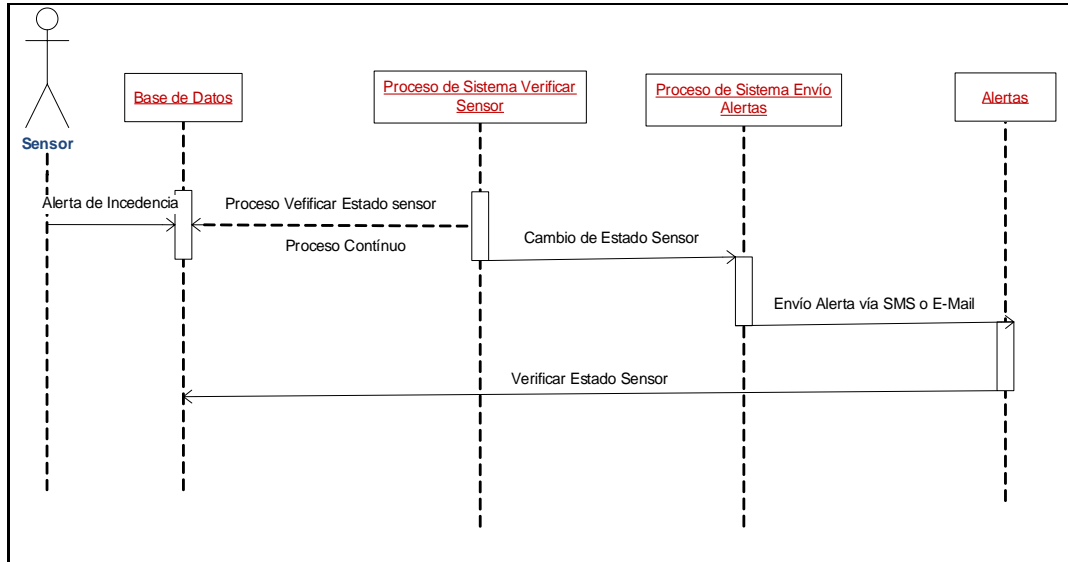 Sensor
Base de Datos
Proceso de Sistema Verificar
Sensor
Proceso de Sistema Envío
Alertas
Alertas
Alerta de Incedencia
Proceso Vefificar Estado sensor
Proceso Contínuo
Cambio de Estado Sensor
Envío Alerta vía SMS o E-Mail
Verificar Estado Sensor